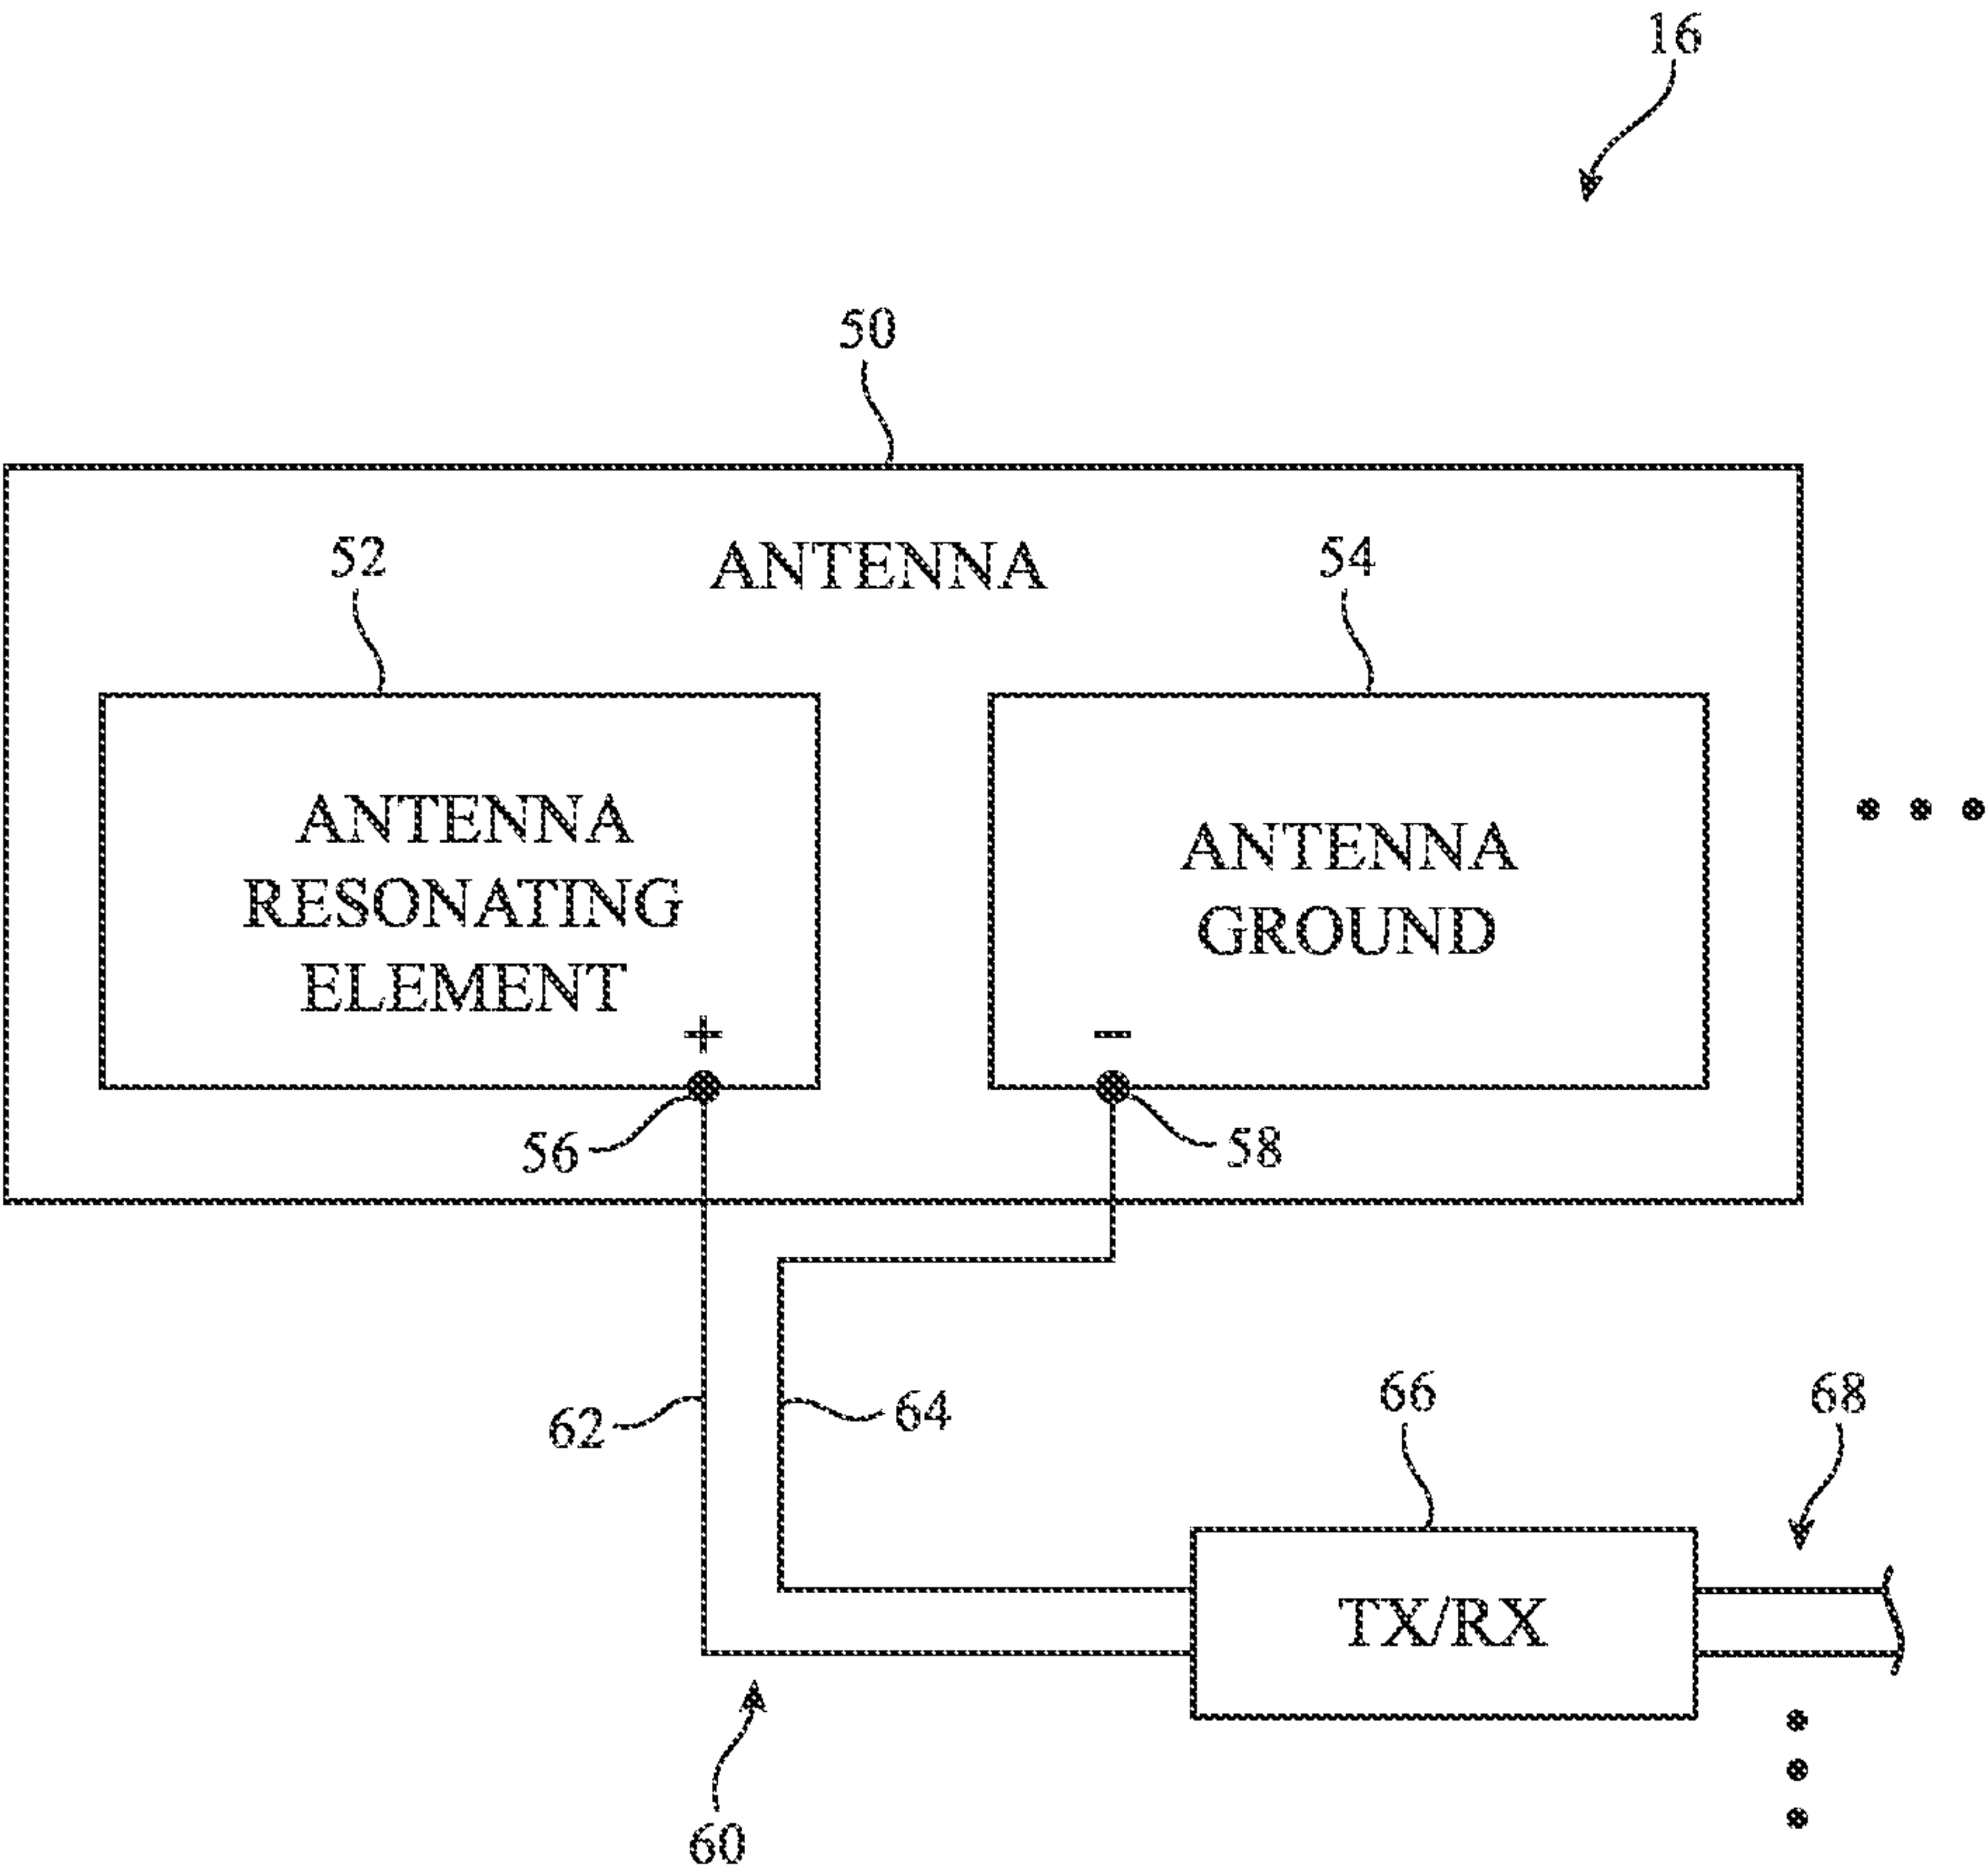 16
50
ANTENNA
52
54
ANTENNA
RESONATING
ELEMENT
+
ANTENNA
GROUND
−
56
58
62
64
66
68
TX/RX
60